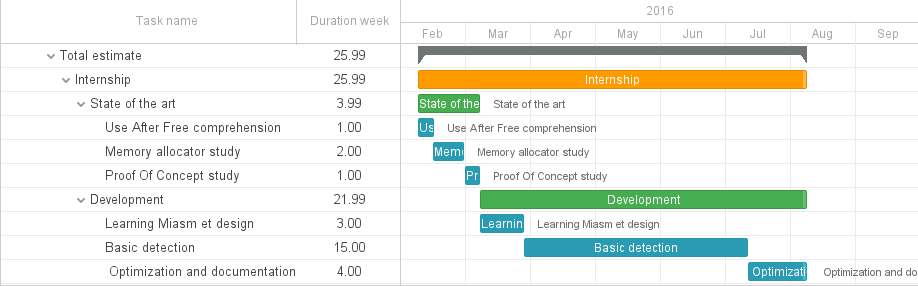 Task name Duration week 2016
Feb Mar Apr May Jun Jul Aug Sep
Total estimate 25.99
Internship 25.99 Internship
State of the art 3.99 State of the State of the art
Use After Free comprehension 1.00 Us Use After Free comprehension
Memory allocator study 2.00 Memo Memory allocator study
Proof Of Concept study 1.00 Pr Proof Of Concept study
Development 21.99 Development
Learning Miasm et design 3.00 Learnin Learning Miasm et design
Basic detection 15.00 Basic detection
Optimization and documentation 4.00 Optimizati Optimization and do